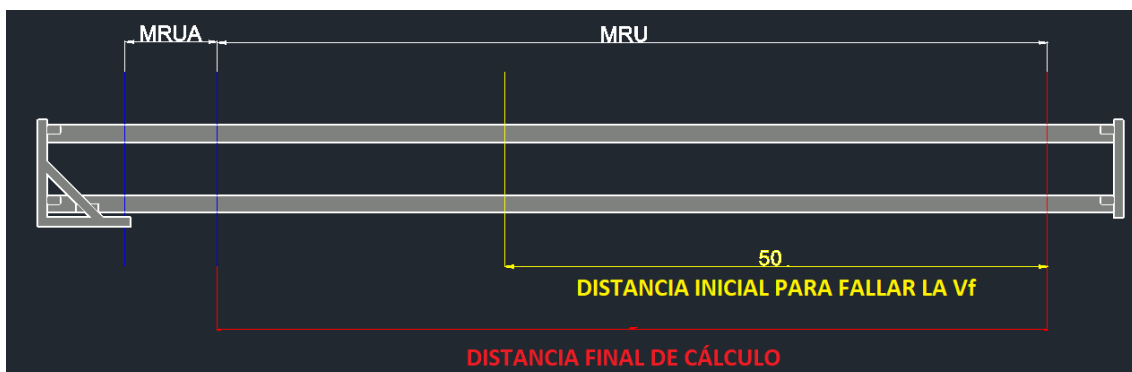 MRUA
MRU
50
DISTANCIA INICIAL PARA FALLAR LA Vf
DISTANCIA FINAL DE CÁLCULO